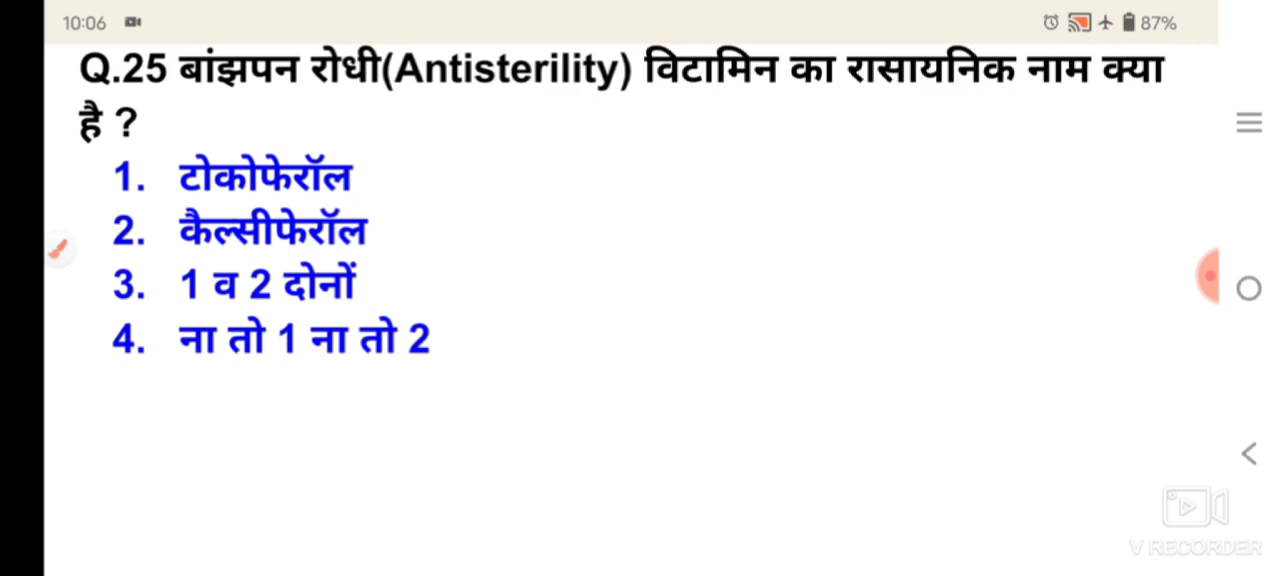 10:06
87%
Q.25 बांझपन रोधी(Antisterility) विटामिन का रासायनिक नाम क्या
है ?
1. टोकोफेरॉल
2. कैल्सीफेरॉल
3. 1 व 2 दोनों
4. ना तो 1 ना तो 2
V RECORDER